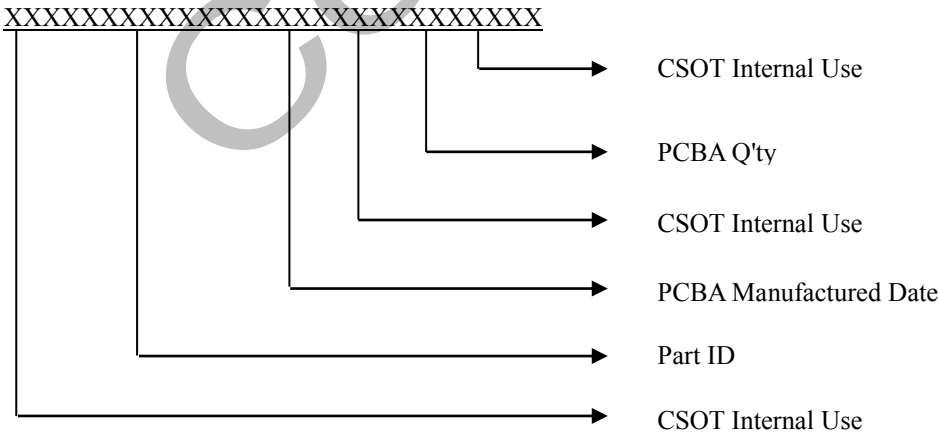 XXXXXXXXXXXXXXXXXXXXXXXXXXXX
CSOT Internal Use
PCBA Q'ty
CSOT Internal Use
PCBA Manufactured Date
Part ID
CSOT Internal Use